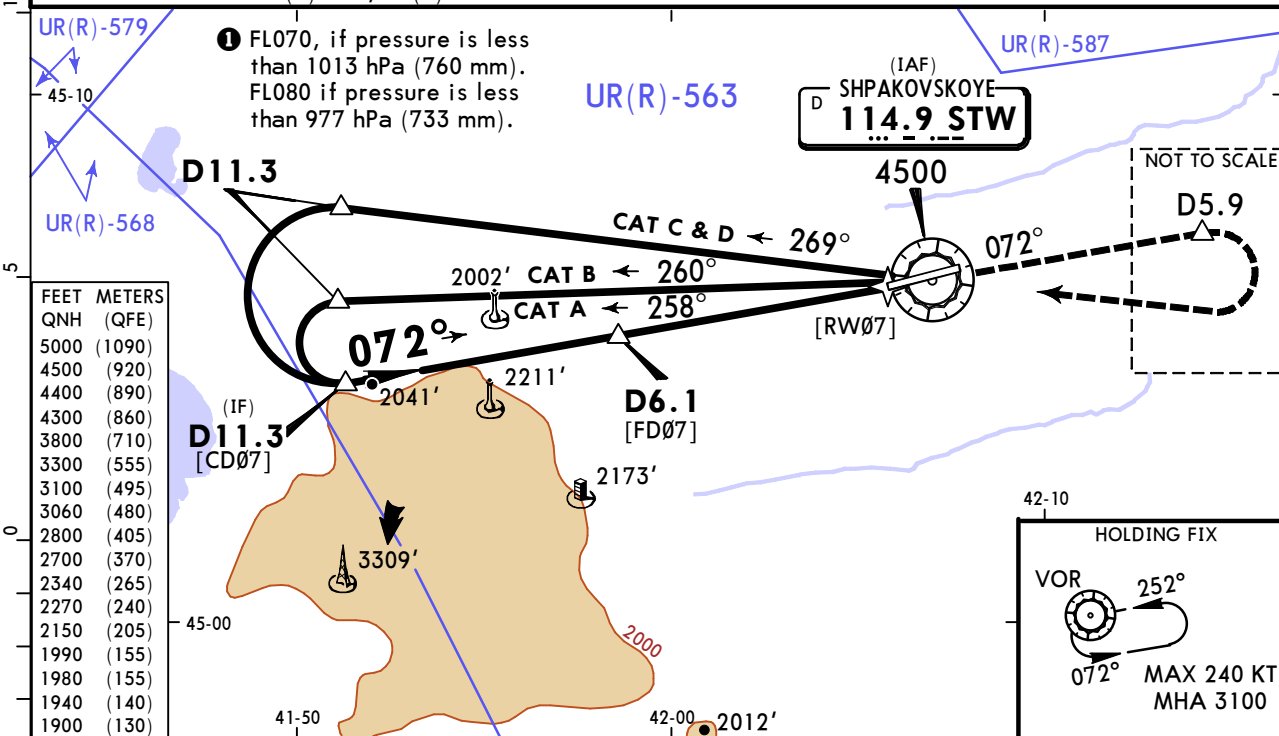 UR(R)-579
1 FL070, if pressure is less
than 1013 hPa (760 mm).
FL080 if pressure is less
than 977 hPa (733 mm).
UR(R)-563
UR(R)-587
(IAF)
SHPAKOVSKOYE
D 114.9 STW
4500
45-10
UR(R)-568
D11.3
NOT TO SCALE
D5.9
CAT C & D 269°
072°
2002' CAT B 260°
CAT A 258°
072°
[RWØ7]
5
FEET METERS
QNH (QFE)
5000 (1090)
4500 (920)
4400 (890)
4300 (860)
3800 (710)
3300 (555)
3100 (495)
3060 (480)
2800 (405)
2700 (370)
2340 (265)
2270 (240)
2150 (205)
1990 (155)
1980 (155)
1940 (140)
1900 (130)
2041'
2211'
(IF)
D11.3
[CDØ7]
D6.1
[FDØ7]
2173'
0
3309'
45-00
2000
41-50
42-00
2012'
42-10
HOLDING FIX
VOR
252°
072°
MAX 240 KT
MHA 3100